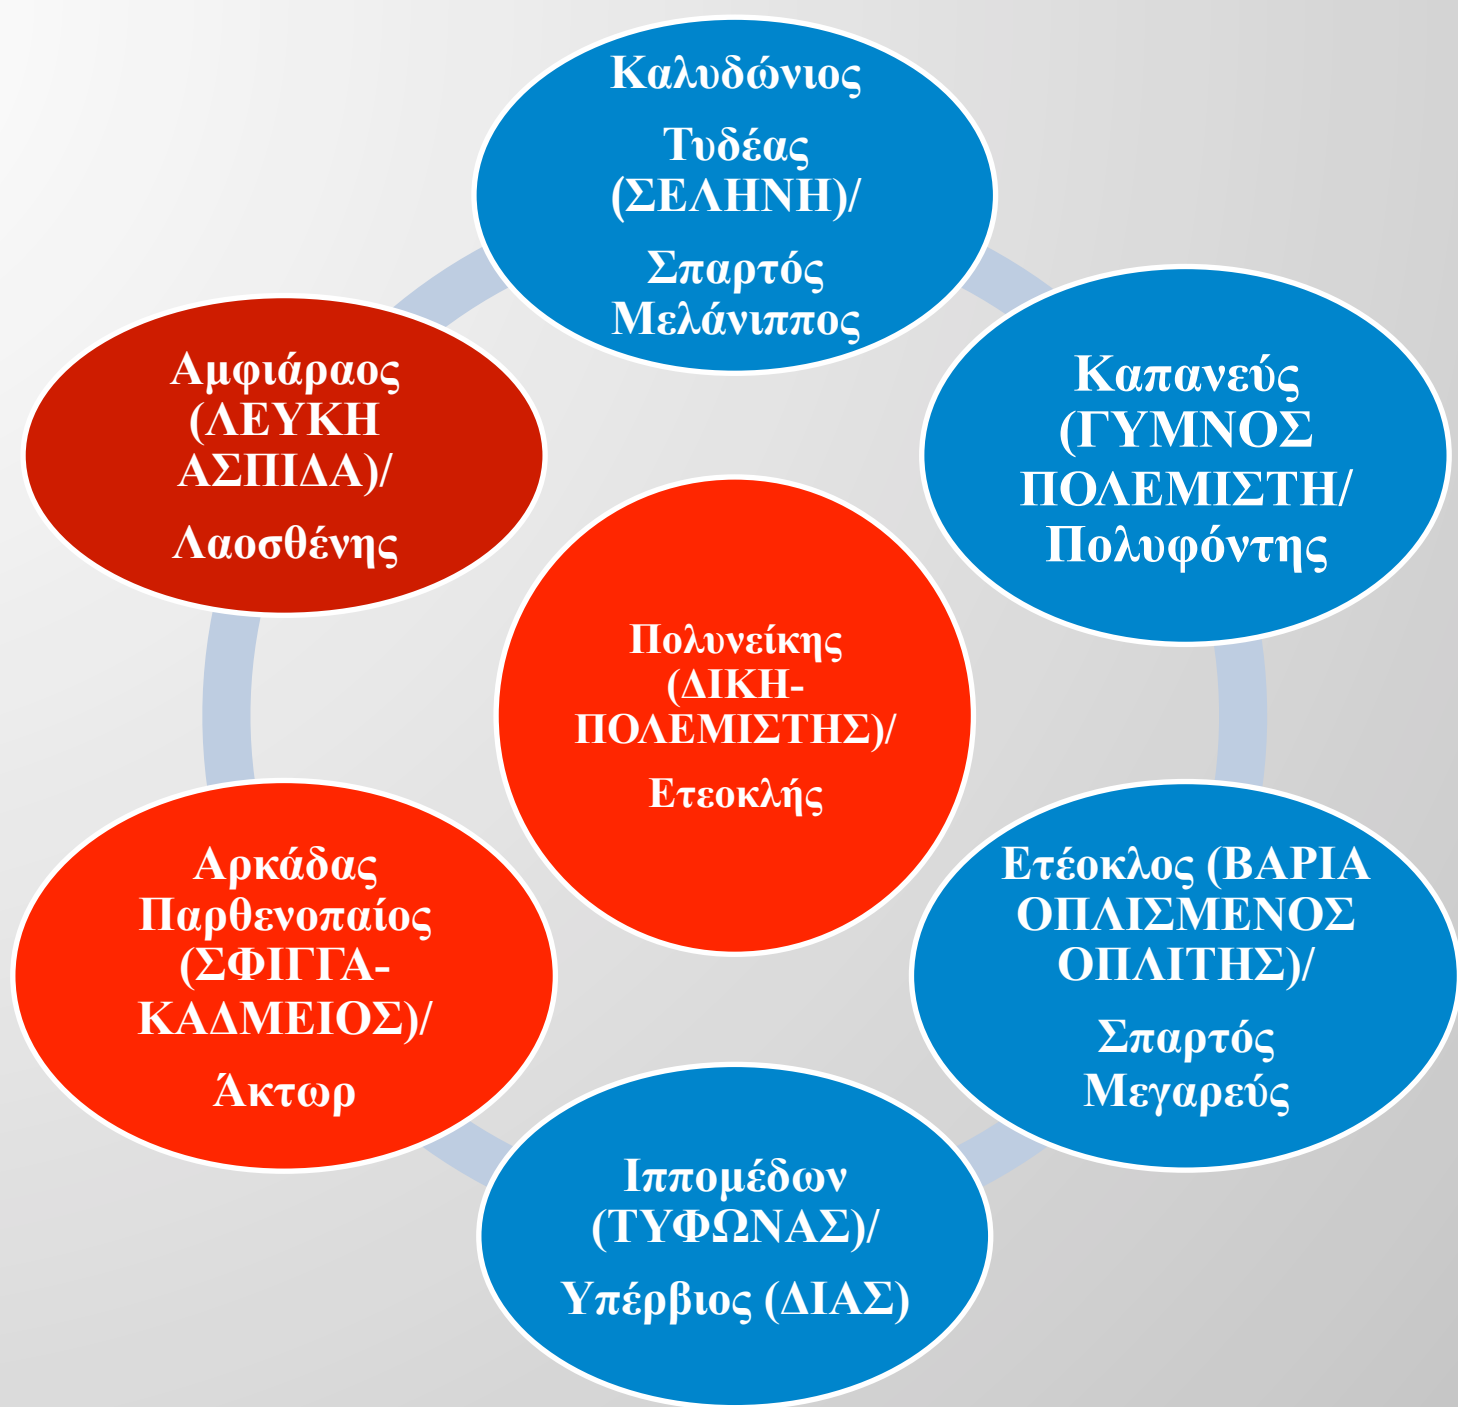 Καλυδώνιος
Τυδέας
(ΣΕΛΗΝΗ)/
Σπαρτός
Μελάνιππος
Καπανεύς
(ΓΥΜΝΟΣ
ΠΟΛΕΜΙΣΤΗ/
Πολυφόντης
Ετέοκλος (ΒΑΡΙΑ
ΟΠΛΙΣΜΕΝΟΣ
ΟΠΛΙΤΗΣ)/
Σπαρτός
Μεγαρεύς
Ιππομέδων
(ΤΥΦΩΝΑΣ)/
Υπέρβιος (ΔΙΑΣ)
Αρκάδας
Παρθενοπαίος
(ΣΦΙΓΓΑ-
ΚΑΔΜΕΙΟΣ)/
Άκτωρ
Αμφιάραος
(ΛΕΥΚΗ
ΑΣΠΙΔΑ)/
Λαοσθένης
Πολυνείκης
(ΔΙΚΗ-
ΠΟΛΕΜΙΣΤΗΣ)/
Ετεοκλής